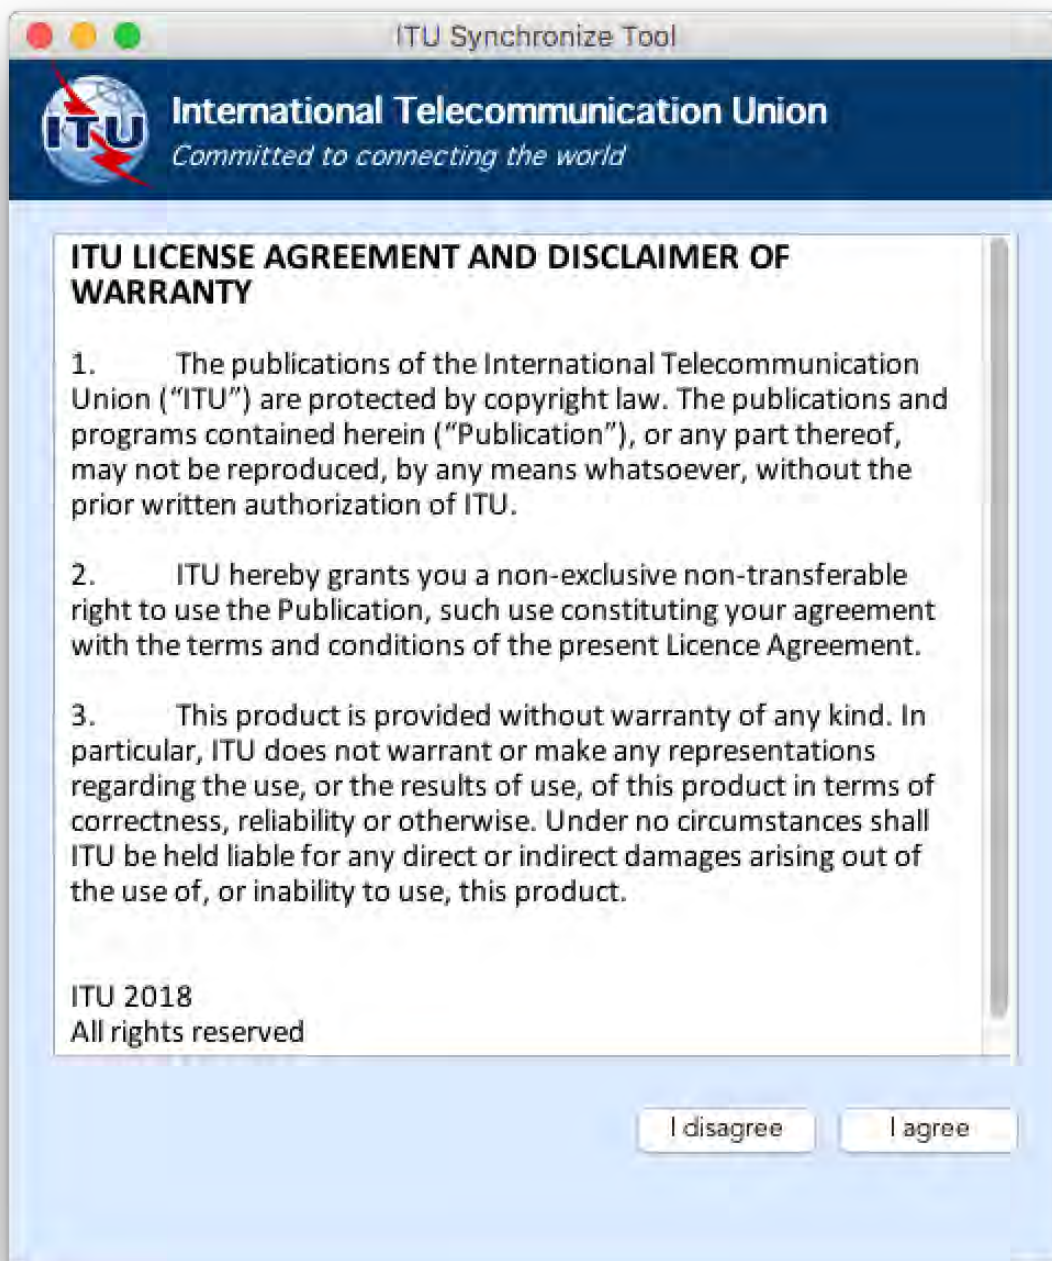 ITU Synchronize Tool
ITU
International Telecommunication Union
Committed to connecting the world
ITU LICENSE AGREEMENT AND DISCLAIMER OF
WARRANTY
1. The publications of the International Telecommunication
Union (“ITU”) are protected by copyright law. The publications and
programs contained herein (“Publication”), or any part thereof,
may not be reproduced, by any means whatsoever, without the
prior written authorization of ITU.
2. ITU hereby grants you a non-exclusive non-transferable
right to use the Publication, such use constituting your agreement
with the terms and conditions of the present Licence Agreement.
3. This product is provided without warranty of any kind. In
particular, ITU does not warrant or make any representations
regarding the use, or the results of use, of this product in terms of
correctness, reliability or otherwise. Under no circumstances shall
ITU be held liable for any direct or indirect damages arising out of
the use of, or inability to use, this product.
ITU 2018
All rights reserved
I disagree
I agree